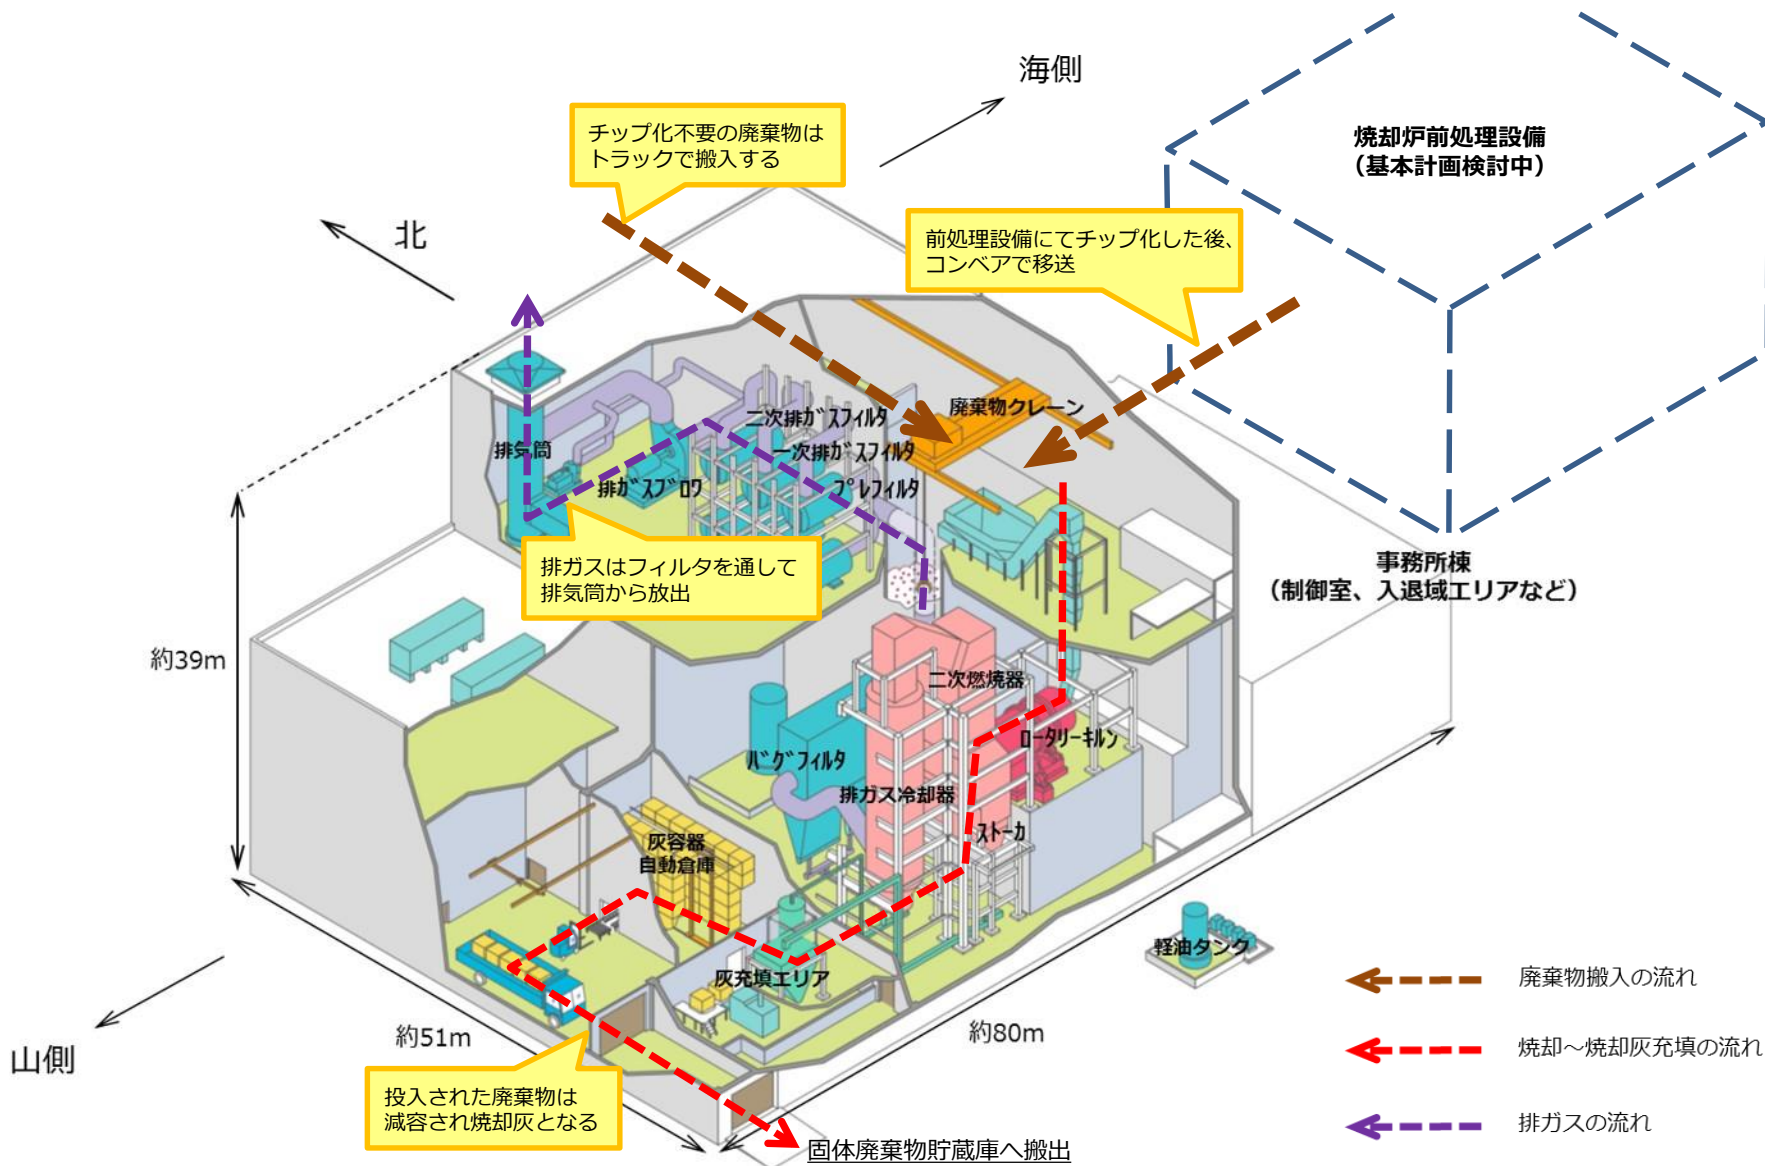 海側
チップ化不要の廃棄物は
トラックで搬入する
焼却炉前処理設備
(基本計画検討中)
北
前処理設備にてチップ化した後、
コンベアで移送
廃棄物クレーン
二次排ガスフィルタ
一次排ガスフィルタ
プレフィルタ
排気筒
排ガスブロワ
排ガスはフィルタを通して
排気筒から放出
事務所棟
(制御室、入退域エリアなど)
約39m
二次燃焼器
ロータリーキルン
バグフィルタ
排ガス冷却器
ストーカ
灰容器
自動倉庫
灰充填エリア
軽油タンク
約51m
約80m
山側
投入された廃棄物は
減容され焼却灰となる
固体廃棄物貯蔵庫へ搬出
廃棄物搬入の流れ
焼却～焼却灰充填の流れ
排ガスの流れ